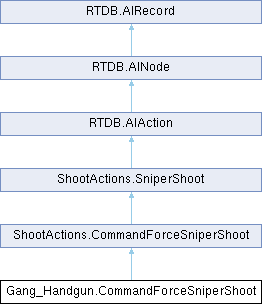 RTDB.AIRecord
RTDB.AINode
RTDB.AIAction
ShootActions.SniperShoot
ShootActions.CommandForceSniperShoot
Gang_Handgun.CommandForceSniperShoot